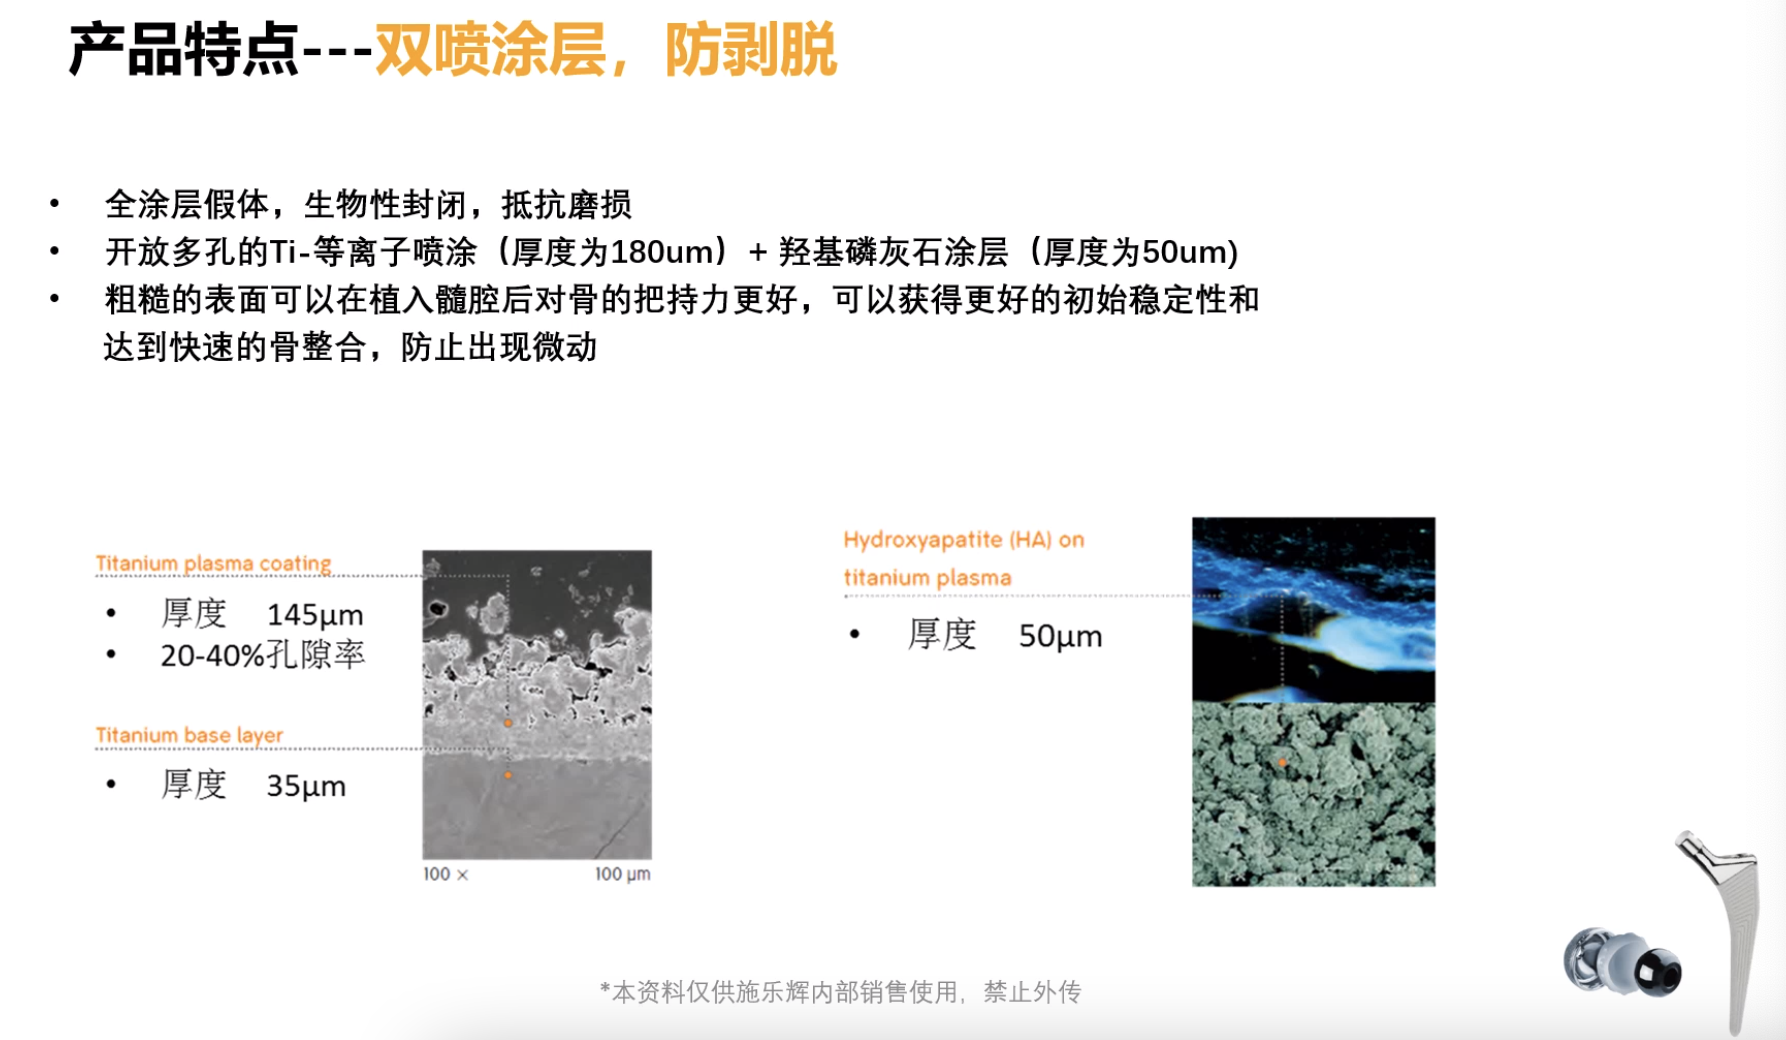 产品特点---双喷涂层，防剥脱
• 全涂层假体，生物性封闭，抵抗磨损
• 开放多孔的Ti-等离子喷涂（厚度为180um）+ 羟基磷灰石涂层（厚度为50um)
• 粗糙的表面可以在植入髓腔后对骨的把持力更好，可以获得更好的初始稳定性和
达到快速的骨整合，防止出现微动
Titanium plasma coating
• 厚度 145μm
• 20-40%孔隙率
Titanium base layer
• 厚度 35μm
100 ×
100 μm
Hydroxyapatite (HA) on
titanium plasma
• 厚度 50μm
*本资料仅供施乐辉内部销售使用，禁止外传